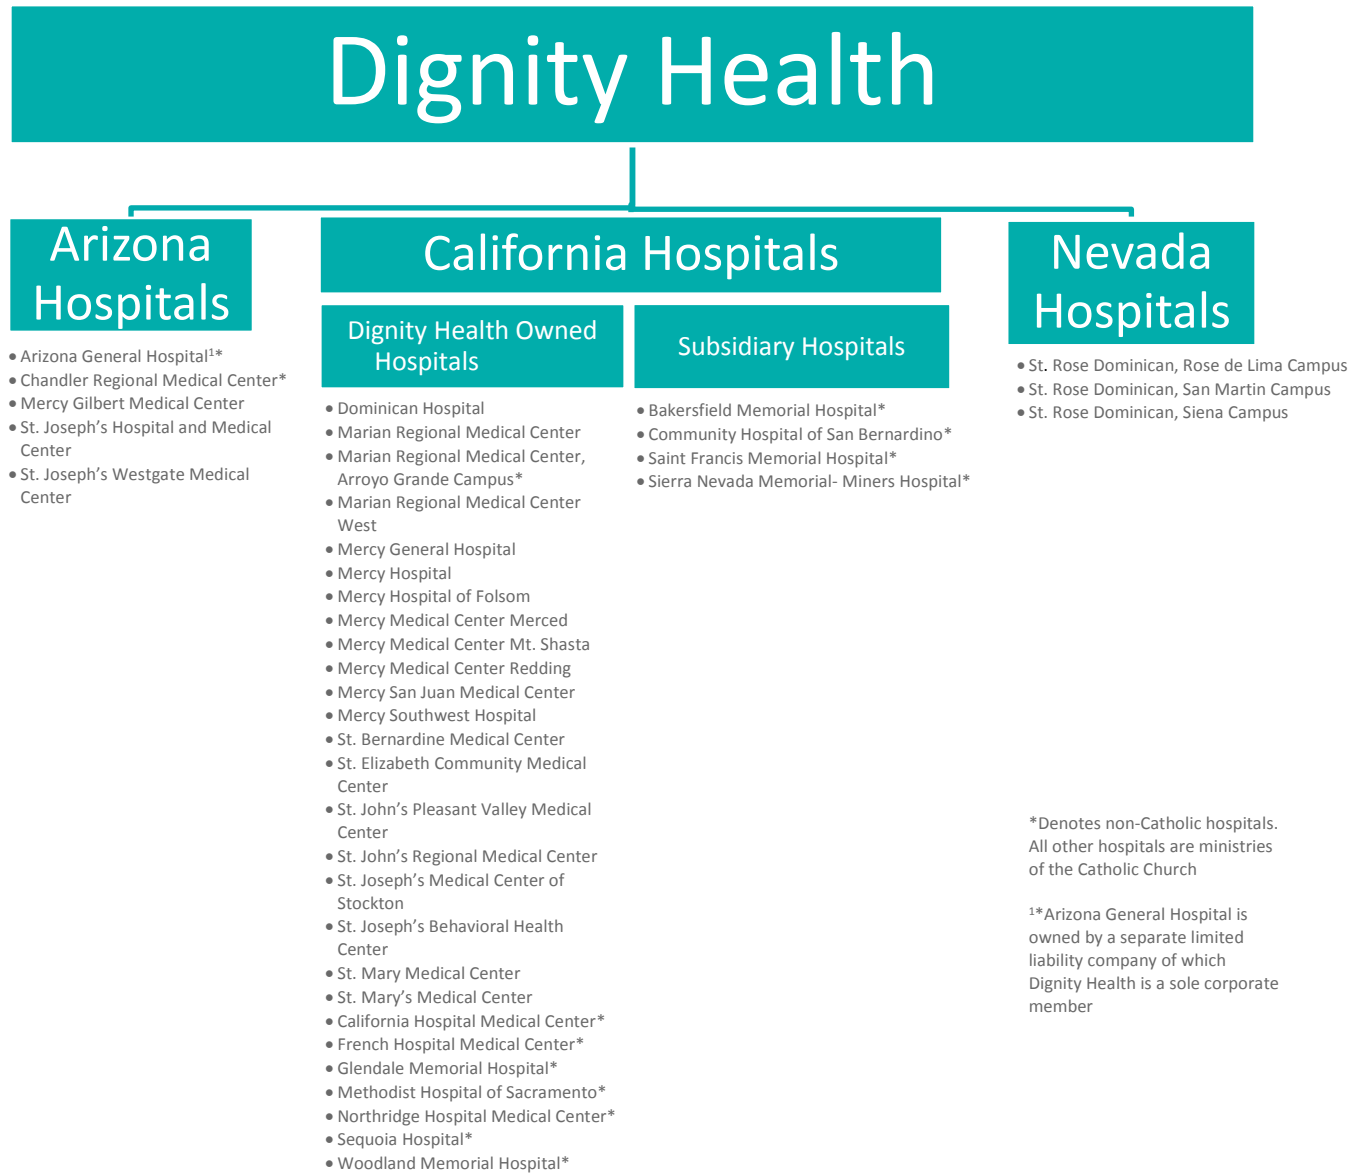 Dignity Health
Arizona
Hospitals
• Arizona General Hospital¹*
• Chandler Regional Medical Center*
• Mercy Gilbert Medical Center
• St. Joseph’s Hospital and Medical
Center
• St. Joseph’s Westgate Medical
Center
California Hospitals
Dignity Health Owned
Hospitals
• Dominican Hospital
• Marian Regional Medical Center
• Marian Regional Medical Center,
Arroyo Grande Campus*
• Marian Regional Medical Center
West
• Mercy General Hospital
• Mercy Hospital
• Mercy Hospital of Folsom
• Mercy Medical Center Merced
• Mercy Medical Center Mt. Shasta
• Mercy Medical Center Redding
• Mercy San Juan Medical Center
• Mercy Southwest Hospital
• St. Bernardine Medical Center
• St. Elizabeth Community Medical
Center
• St. John’s Pleasant Valley Medical
Center
• St. John’s Regional Medical Center
• St. Joseph’s Medical Center of
Stockton
• St. Joseph’s Behavioral Health
Center
• St. Mary Medical Center
• St. Mary’s Medical Center
• California Hospital Medical Center*
• French Hospital Medical Center*
• Glendale Memorial Hospital*
• Methodist Hospital of Sacramento*
• Northridge Hospital Medical Center*
• Sequoia Hospital*
• Woodland Memorial Hospital*
Subsidiary Hospitals
• Bakersfield Memorial Hospital*
• Community Hospital of San Bernardino*
• Saint Francis Memorial Hospital*
• Sierra Nevada Memorial- Miners Hospital*
Nevada
Hospitals
• St. Rose Dominican, Rose de Lima Campus
• St. Rose Dominican, San Martin Campus
• St. Rose Dominican, Siena Campus
*Denotes non-Catholic hospitals.
All other hospitals are ministries
of the Catholic Church
¹*Arizona General Hospital is
owned by a separate limited
liability company of which
Dignity Health is a sole corporate
member